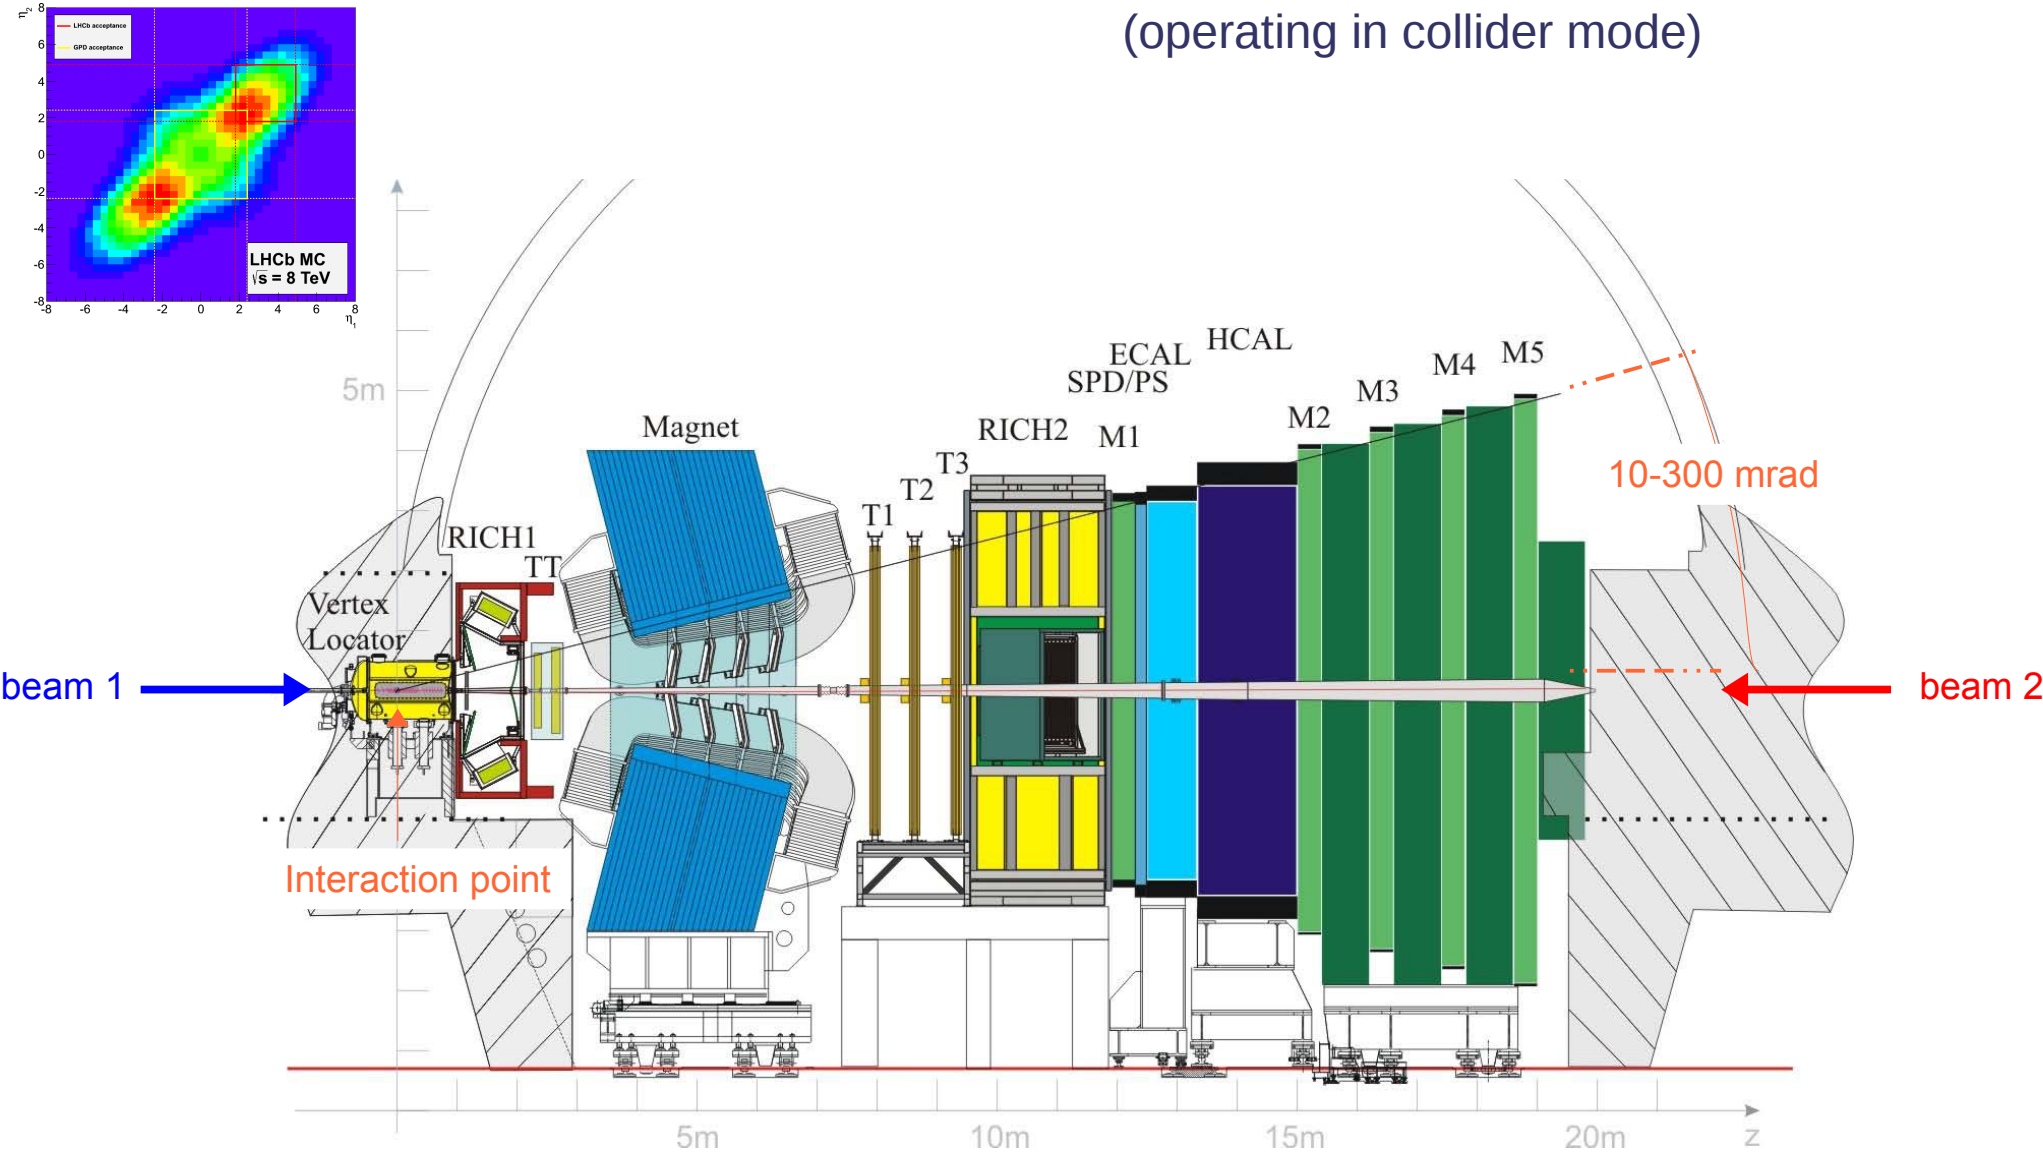 (operating in collider mode)
η2
8
6
4
2
0
-2
-4
-6
-8
LHCb acceptance
GPD acceptance
LHCb MC
√s = 8 TeV
-8 -6 -4 -2 0 2 4 6 8
η1
5m
HCAL
ECAL
SPD/PS
M5
M4
M3
M2
M1
RICH2
Magnet
T3
T2
T1
RICH1
TT
10-300 mrad
Vertex
Locator
beam 1
beam 2
Interaction point
5m 10m 15m 20m z